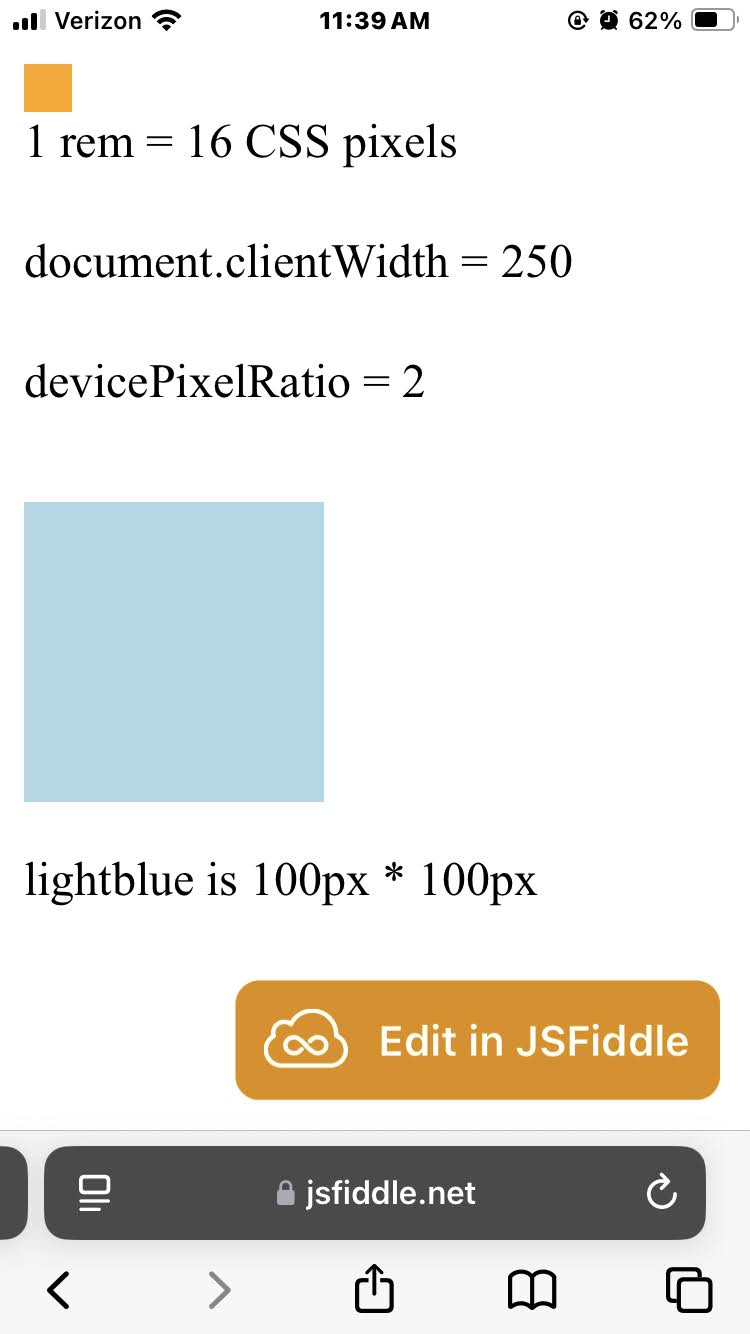 Verizon 11:39 AM 62%
1 rem = 16 CSS pixels
document.clientWidth = 250
devicePixelRatio = 2
lightblue is 100px * 100px
Edit in JSFiddle
jsfiddle.net